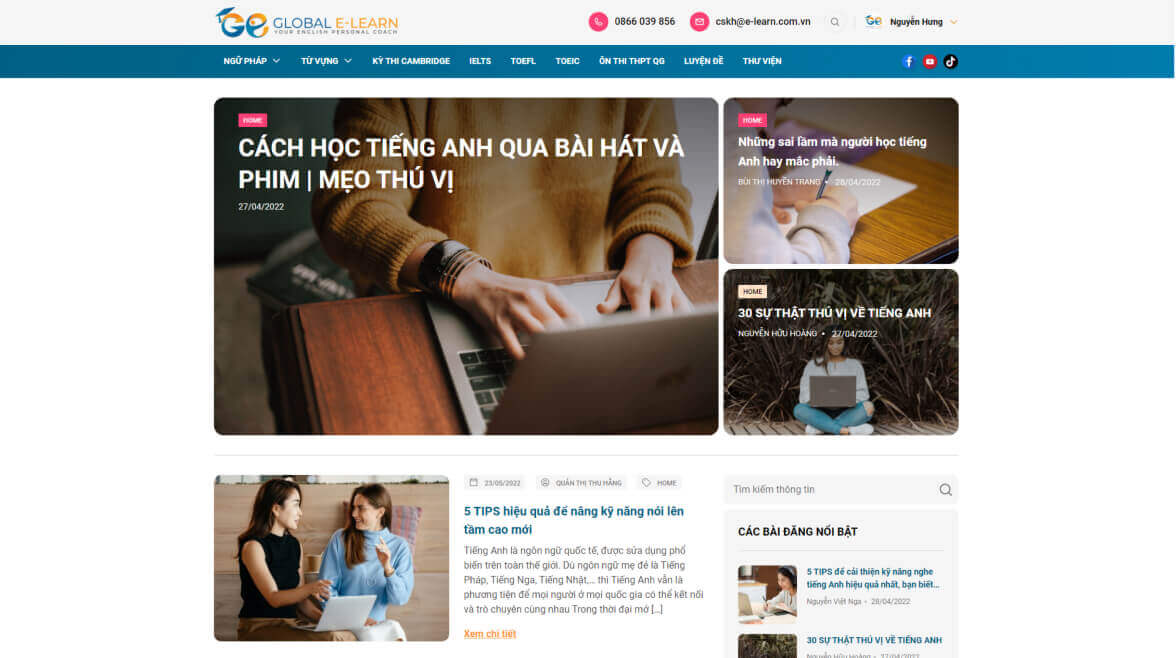 GLOBAL E-LEARN
YOUR ENGLISH PERSONAL COACH
0866 039 856
cskh@e-learn.com.vn
Nguyễn Hưng
NGỮ PHÁP
TỪ VỰNG
KỲ THI CAMBRIDGE
IELTS
TOEFL
TOEIC
ÔN THI THPT QG
LUYỆN ĐỀ
THƯ VIỆN
HOME
CÁCH HỌC TIẾNG ANH QUA BÀI HÁT VÀ
PHIM | MẸO THÚ VỊ
27/04/2022
HOME
Những sai lầm mà người học tiếng
Anh hay mắc phải.
BÙI THỊ HUYỀN TRANG • 28/04/2022
HOME
30 SỰ THẬT THÚ VỊ VỀ TIẾNG ANH
NGUYỄN HỮU HOÀNG • 27/04/2022
23/05/2022
QUẢN THỊ THU HẰNG
HOME
5 TIPS hiệu quả để nâng kỹ năng nói lên
tầm cao mới
Tiếng Anh là ngôn ngữ quốc tế, được sửa dụng phổ
biến trên toàn thế giới. Dù ngôn ngữ mẹ đẻ là Tiếng
Pháp, Tiếng Nga, Tiếng Nhật,... thì Tiếng Anh vẫn là
phương tiện để mọi người ở mọi quốc gia có thể kết nối
và trò chuyện cùng nhau Trong thời đại mở [...]
Xem chi tiết
Tìm kiếm thông tin
CÁC BÀI ĐĂNG NỔI BẬT
5 TIPS để cải thiện kỹ năng nghe
tiếng Anh hiệu quả nhất, bạn biết...
Nguyễn Việt Nga • 28/04/2022
30 SỰ THẬT THÚ VỊ VỀ TIẾNG ANH
Nguyễn Hữu Hoàng • 27/04/2022